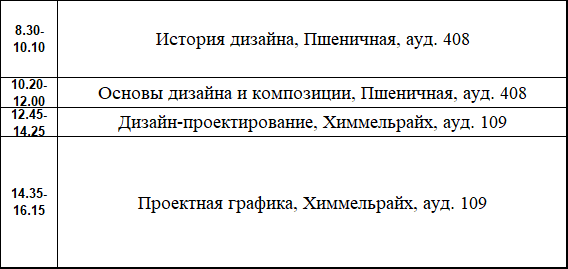 8.30-
10.10
История дизайна, Пшеничная, ауд. 408
10.20-
12.00
Основы дизайна и композиции, Пшеничная, ауд. 408
12.45-
14.25
Дизайн-проектирование, Химмельрайх, ауд. 109
14.35-
16.15
Проектная графика, Химмельрайх, ауд. 109